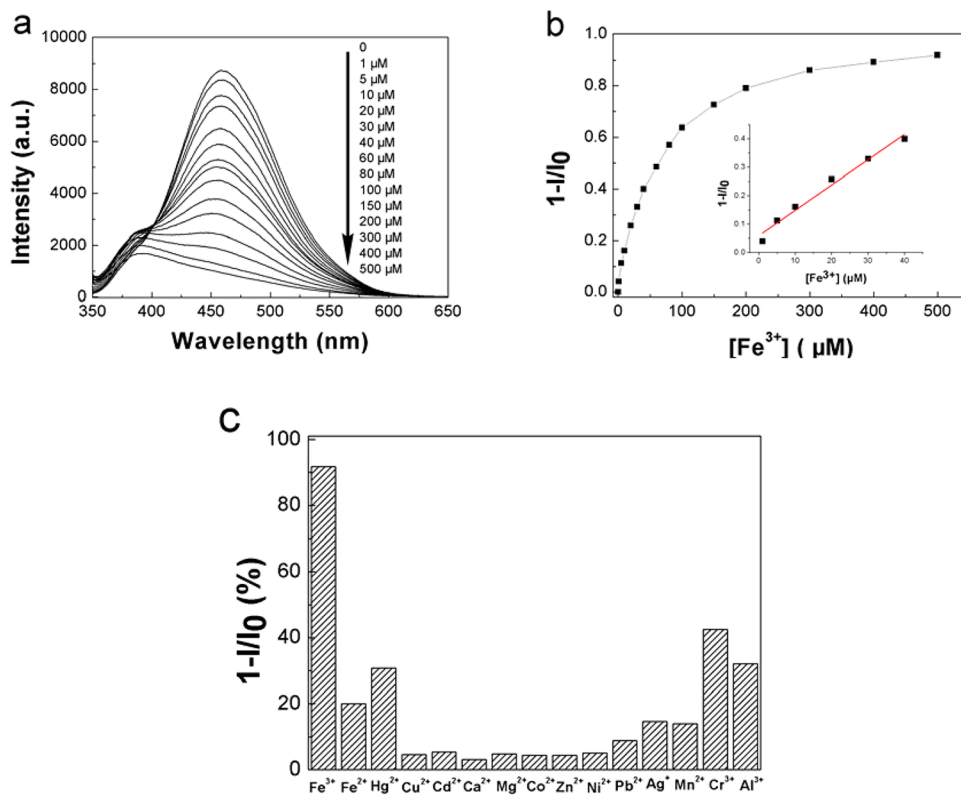 a
10000
8000
6000
4000
2000
0
350
400
450
500
550
600
650
Intensity (a.u.)
Wavelength (nm)
0
1 µM
5 µM
10 µM
20 µM
30 µM
40 µM
60 µM
80 µM
100 µM
150 µM
200 µM
300 µM
400 µM
500 µM
b
1.0
0.8
0.6
0.4
0.2
0.0
0
100
200
300
400
500
1-I/I0
[Fe3+] ( µM)
0.4
0.3
0.2
0.1
0.0
0
10
20
30
40
1-I/I0
[Fe3+] (µM)
c
100
80
60
40
20
0
1-I/I0 (%)
Fe3+ Fe2+ Hg2+ Cu2+ Cd2+ Ca2+ Mg2+ Co2+ Zn2+ Ni2+ Pb2+ Ag+ Mn2+ Cr3+ Al3+